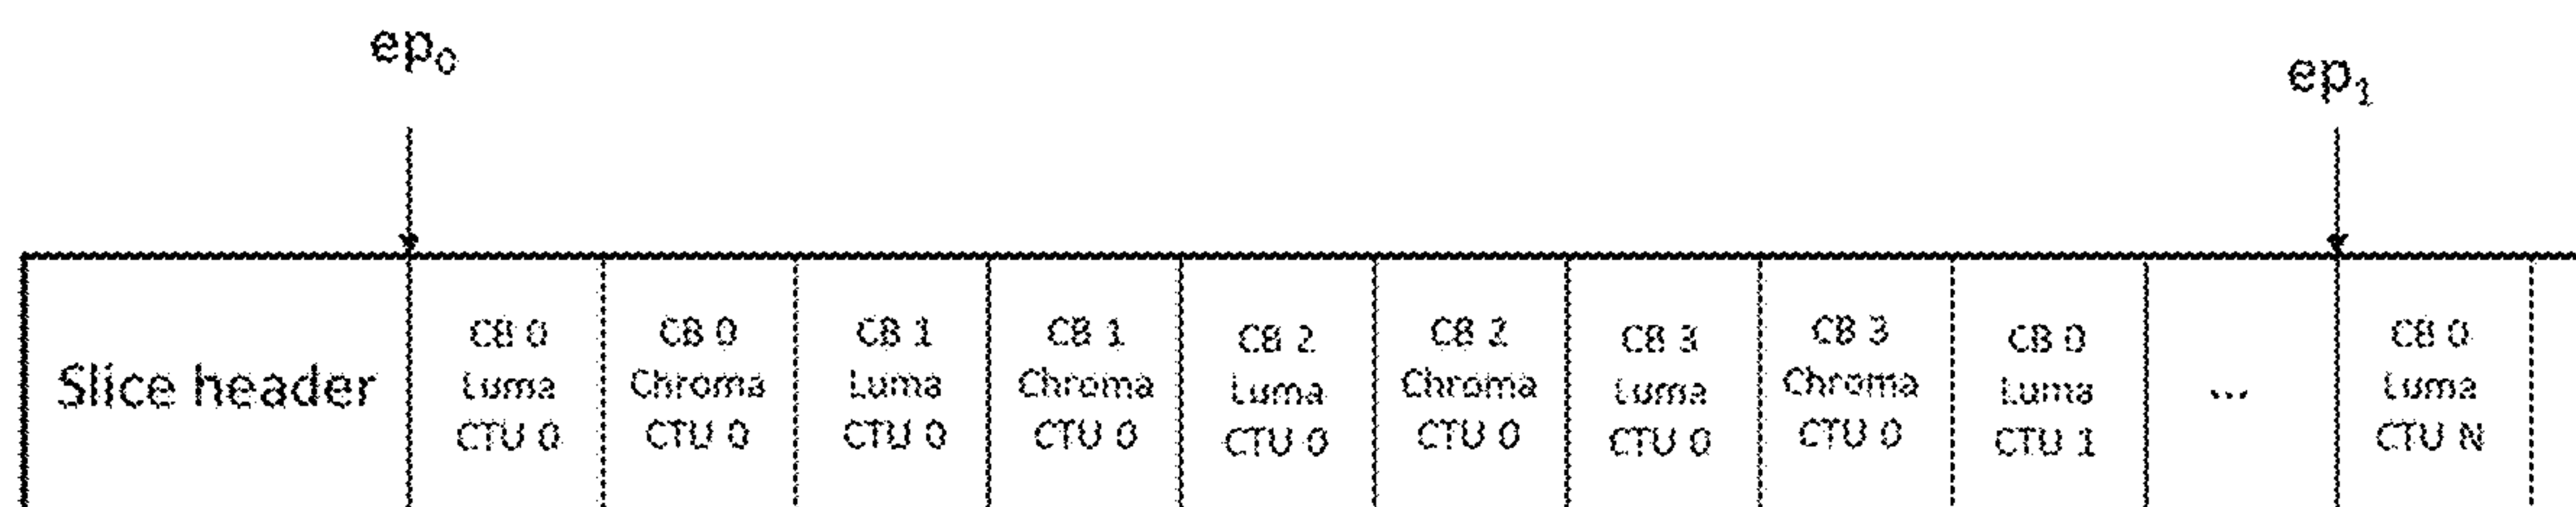 ep₀
ep₁
Slice header
CB 0
Luma
CTU 0
CB 0
Chroma
CTU 0
CB 1
Luma
CTU 0
CB 1
Chroma
CTU 0
CB 2
Luma
CTU 0
CB 2
Chroma
CTU 0
CB 3
Luma
CTU 0
CB 3
Chroma
CTU 0
CB 0
Luma
CTU 1
...
CB 0
Luma
CTU N